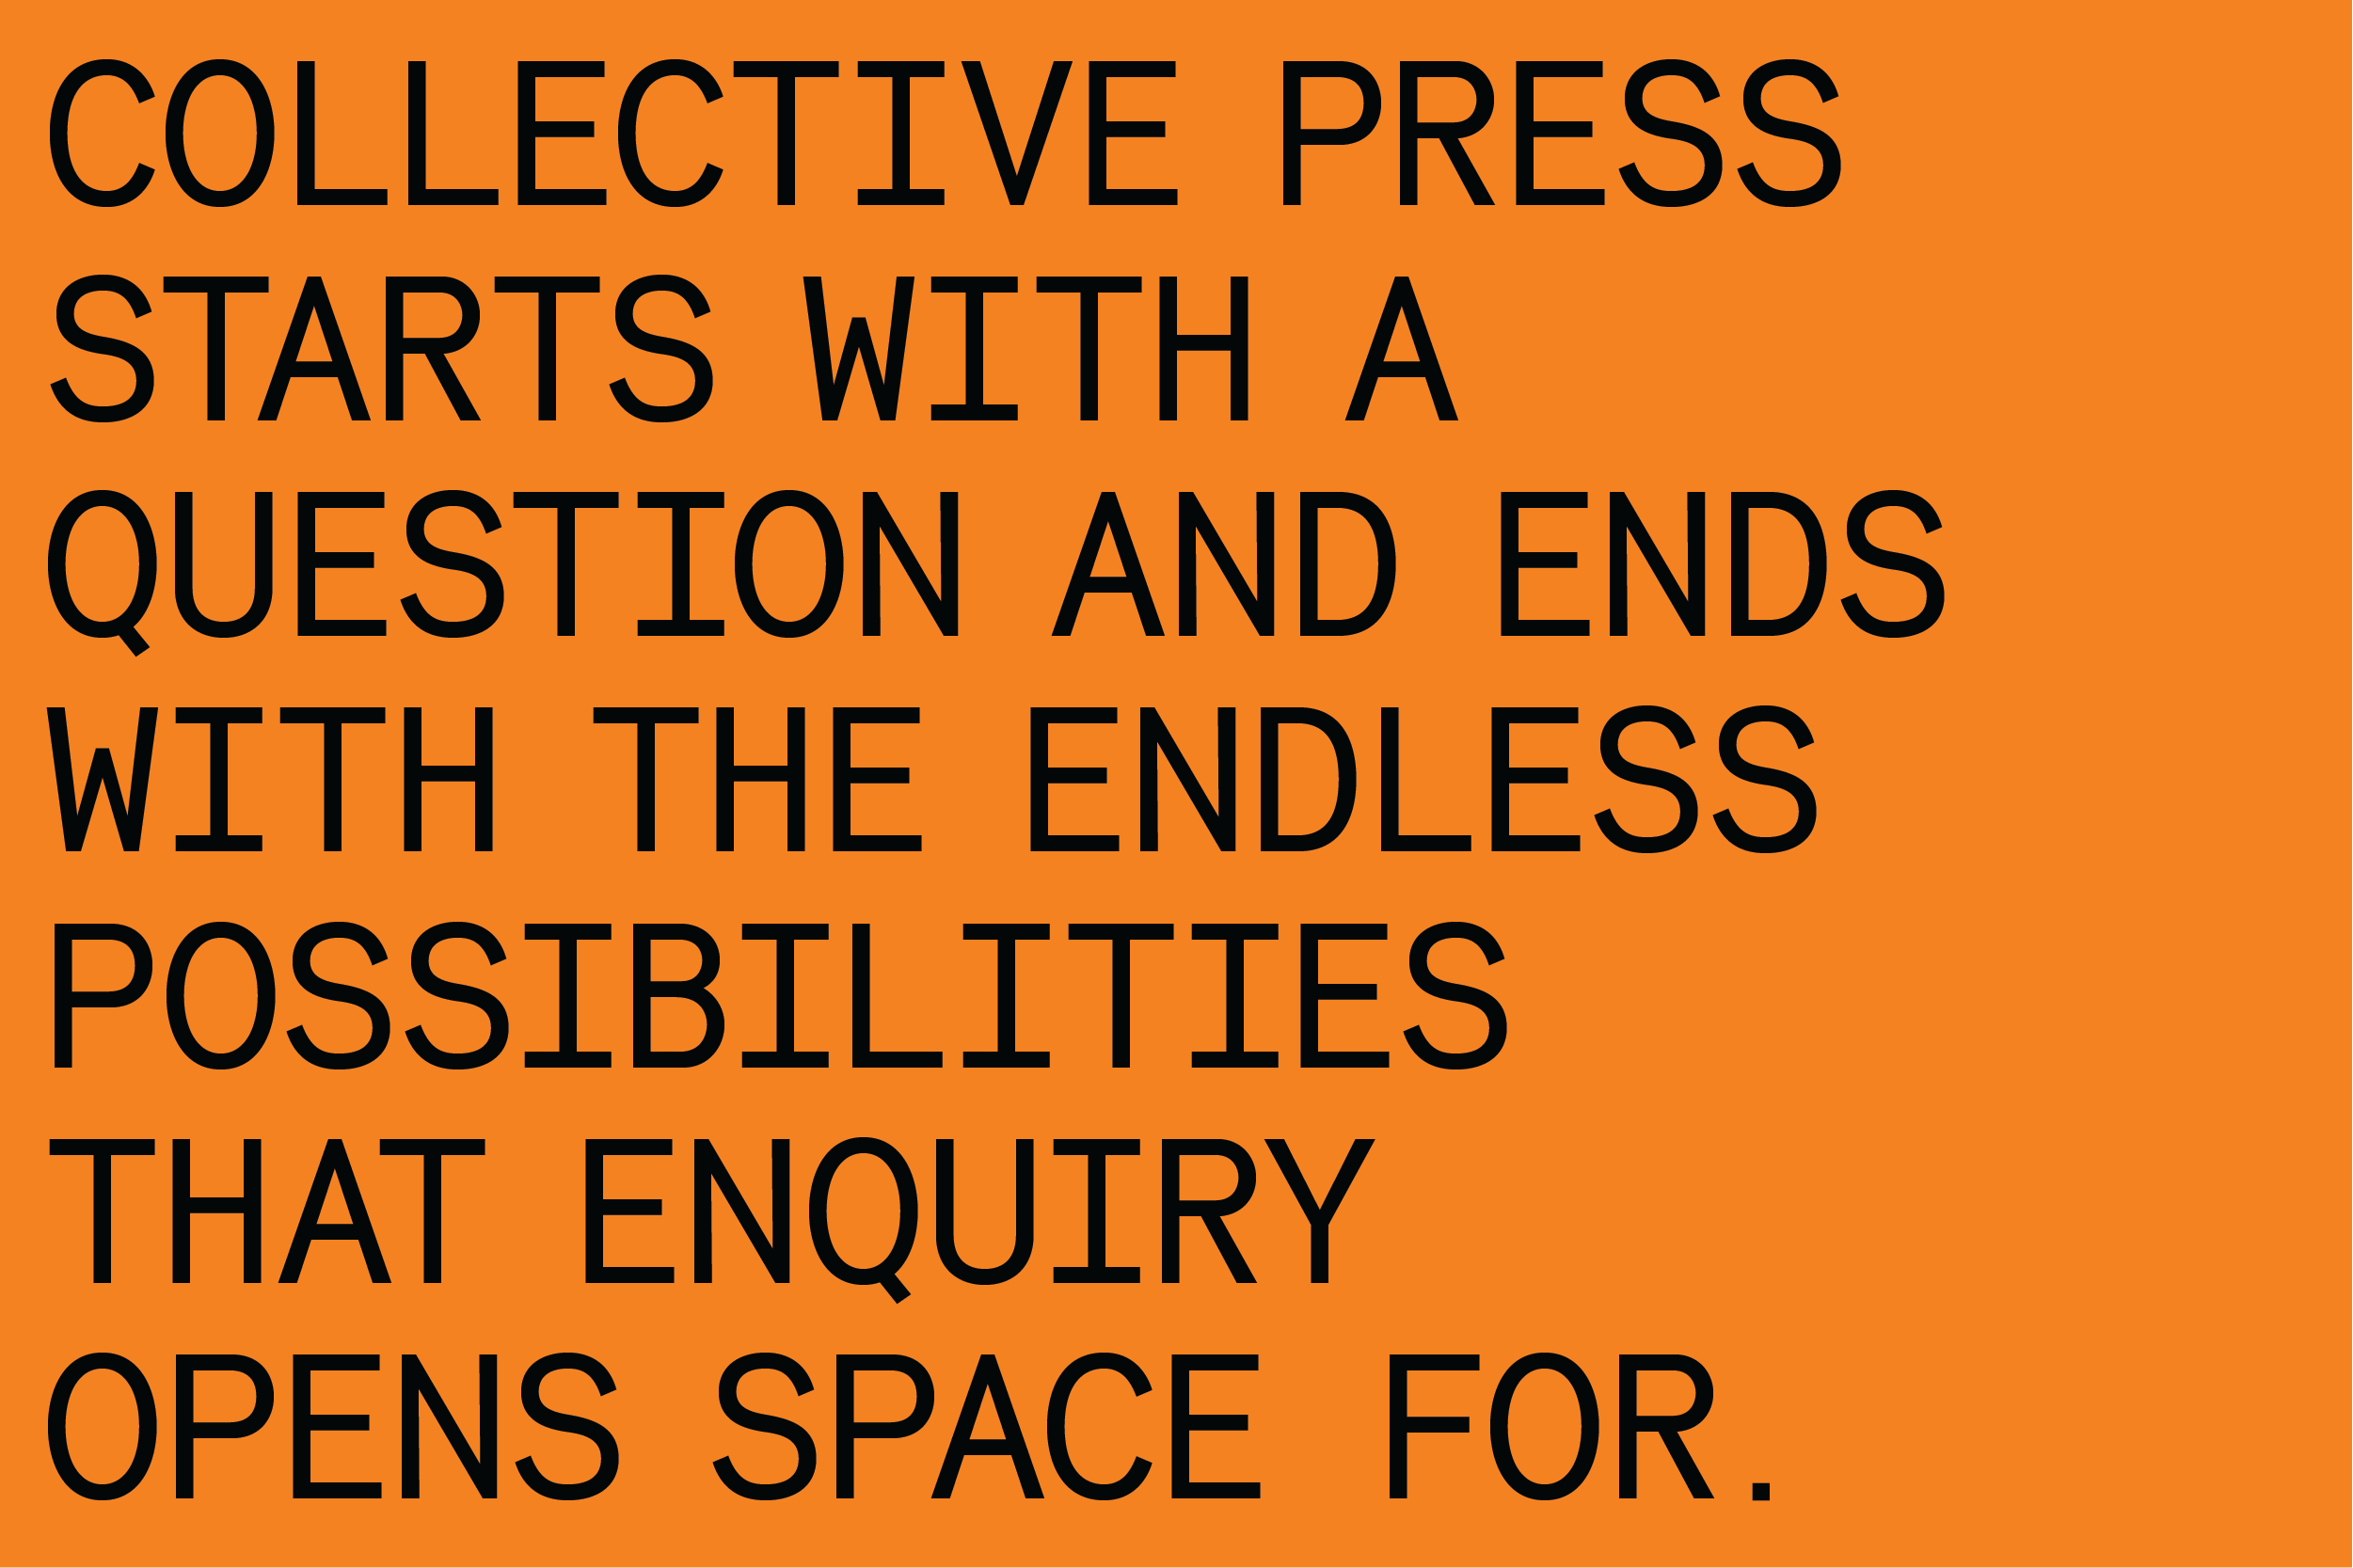 COLLECTIVE PRESS
STARTS WITH A
QUESTION AND ENDS
WITH THE ENDLESS
POSSIBILITIES
THAT ENQUIRY
OPENS SPACE FOR.